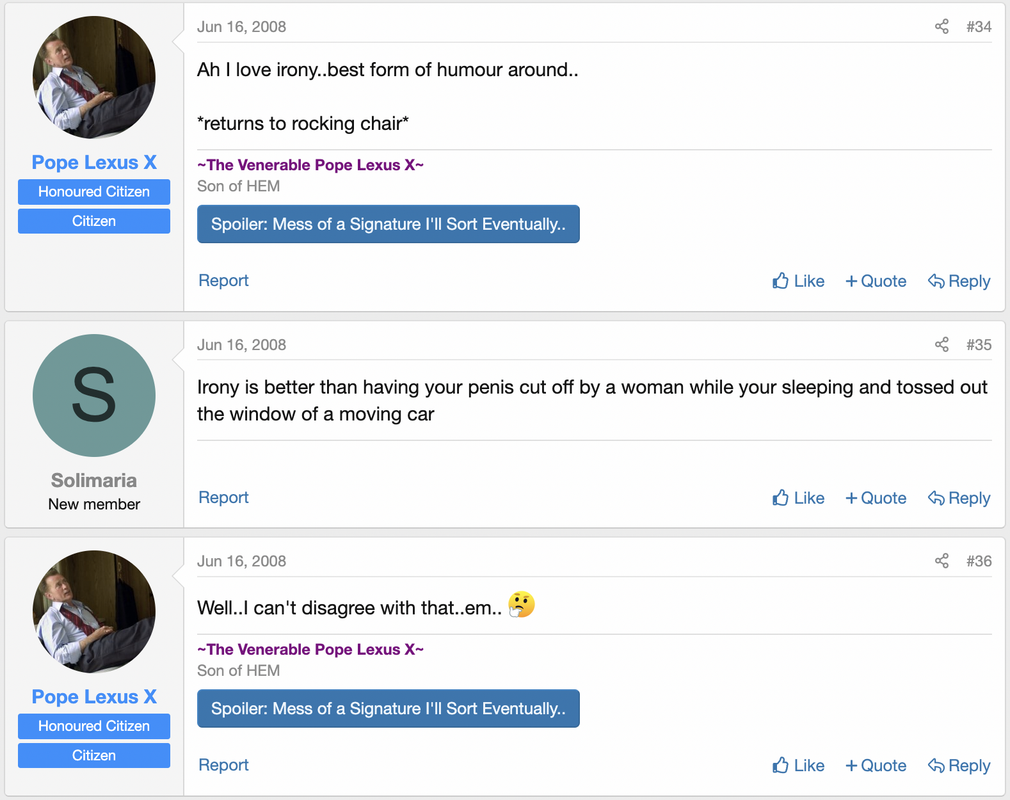 Jun 16, 2008
#34
Ah I love irony..best form of humour around..
*returns to rocking chair*
Pope Lexus X
Honoured Citizen
Citizen
~The Venerable Pope Lexus X~
Son of HEM
Spoiler: Mess of a Signature I'll Sort Eventually..
Report
Like
+ Quote
Reply
Jun 16, 2008
#35
S
Irony is better than having your penis cut off by a woman while your sleeping and tossed out
the window of a moving car
Solimaria
New member
Report
Like
+ Quote
Reply
Jun 16, 2008
#36
Well..I can't disagree with that..em.. 🤔
~The Venerable Pope Lexus X~
Son of HEM
Pope Lexus X
Honoured Citizen
Citizen
Spoiler: Mess of a Signature I'll Sort Eventually..
Report
Like
+ Quote
Reply